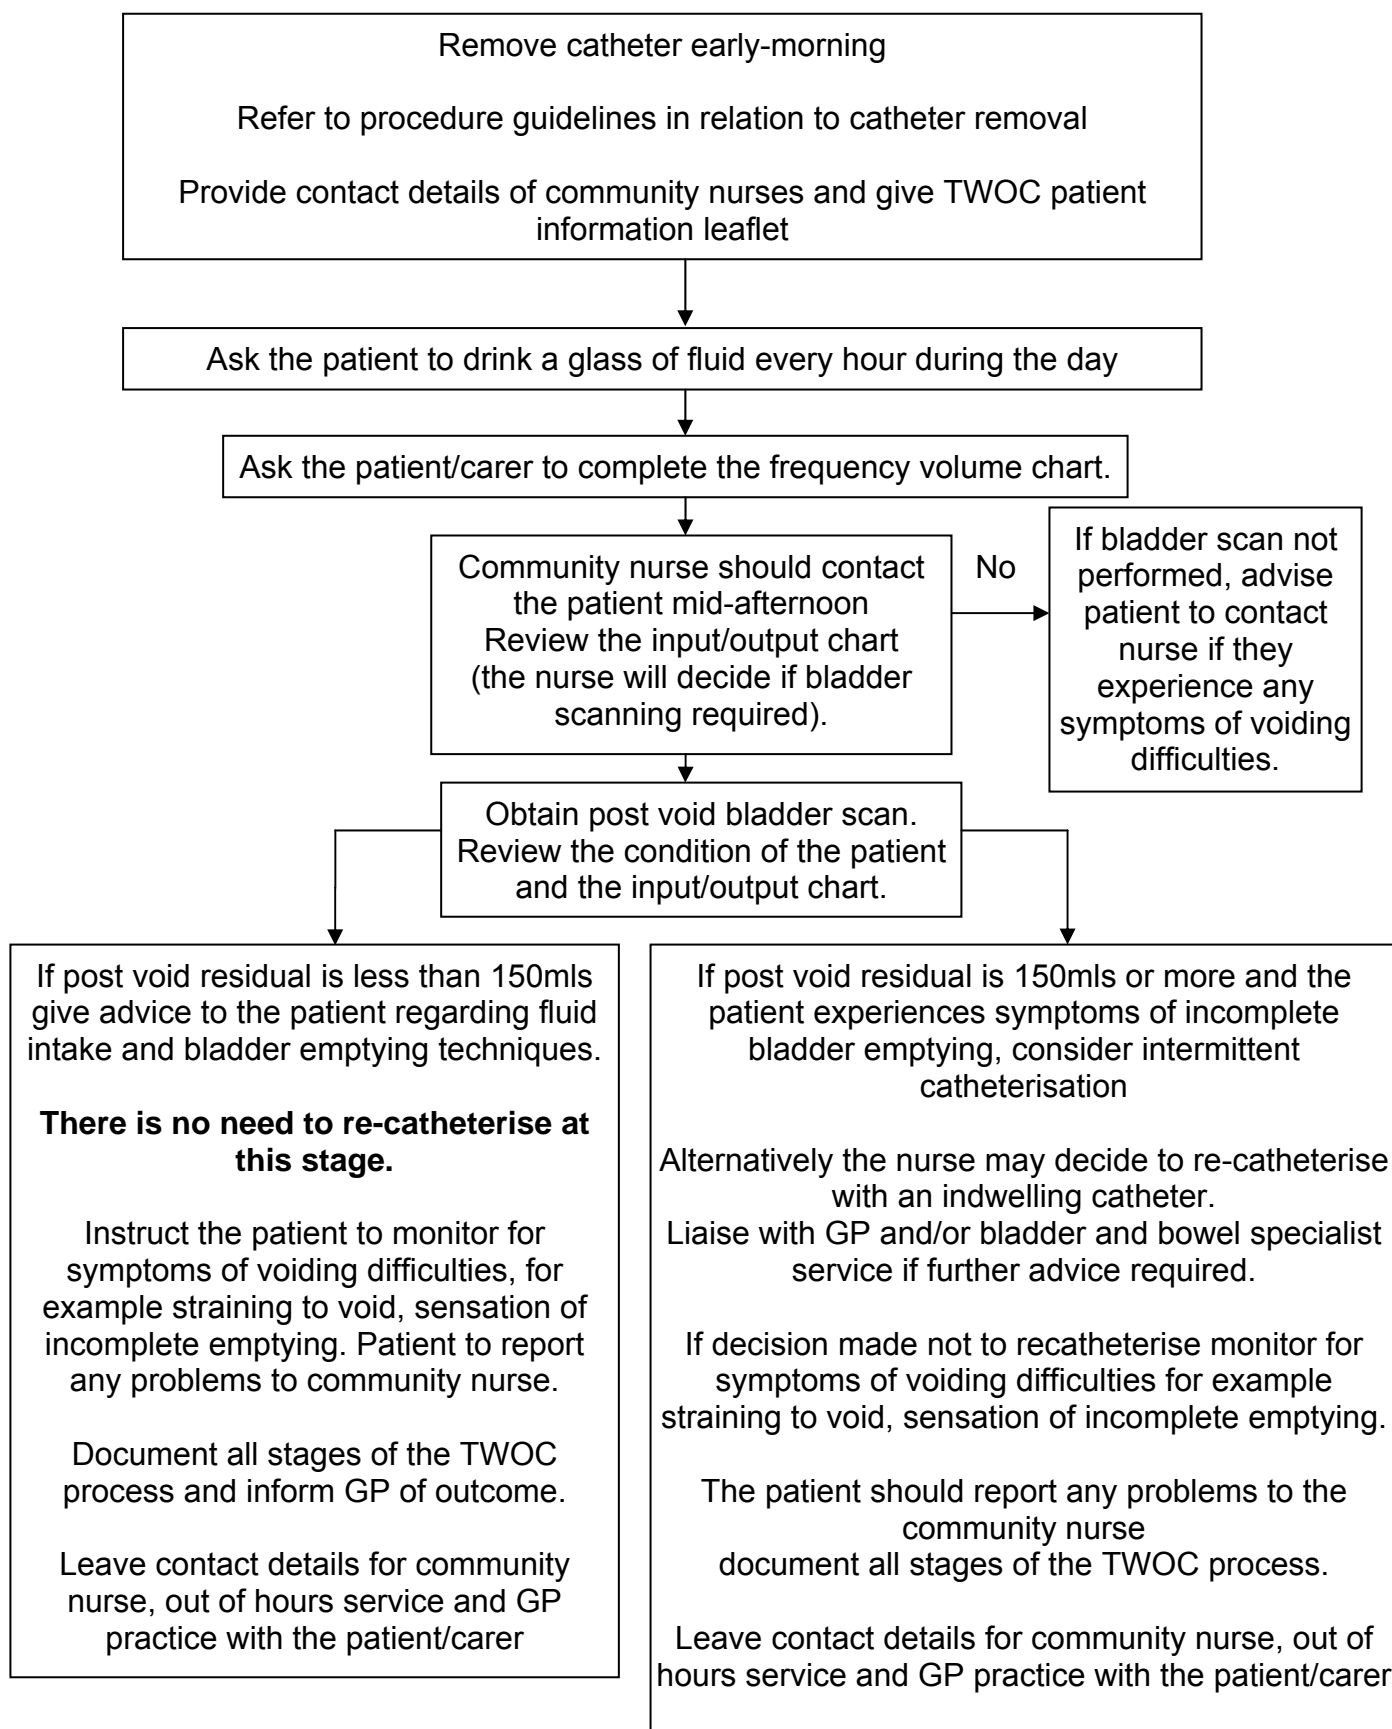 Remove catheter early-morning
Refer to procedure guidelines in relation to catheter removal
Provide contact details of community nurses and give TWOC patient
information leaflet
Ask the patient to drink a glass of fluid every hour during the day
Ask the patient/carer to complete the frequency volume chart.
Community nurse should contact
the patient mid-afternoon
Review the input/output chart
(the nurse will decide if bladder
scanning required).
No
If bladder scan not
performed, advise
patient to contact
nurse if they
experience any
symptoms of voiding
difficulties.
Obtain post void bladder scan.
Review the condition of the patient
and the input/output chart.
If post void residual is less than 150mls
give advice to the patient regarding fluid
intake and bladder emptying techniques.
There is no need to re-catheterise at
this stage.
Instruct the patient to monitor for
symptoms of voiding difficulties, for
example straining to void, sensation of
incomplete emptying. Patient to report
any problems to community nurse.
Document all stages of the TWOC
process and inform GP of outcome.
Leave contact details for community
nurse, out of hours service and GP
practice with the patient/carer
If post void residual is 150mls or more and the
patient experiences symptoms of incomplete
bladder emptying, consider intermittent
catheterisation
Alternatively the nurse may decide to re-catheterise
with an indwelling catheter.
Liaise with GP and/or bladder and bowel specialist
service if further advice required.
If decision made not to recatheterise monitor for
symptoms of voiding difficulties for example
straining to void, sensation of incomplete emptying.
The patient should report any problems to the
community nurse
document all stages of the TWOC process.
Leave contact details for community nurse, out of
hours service and GP practice with the patient/carer